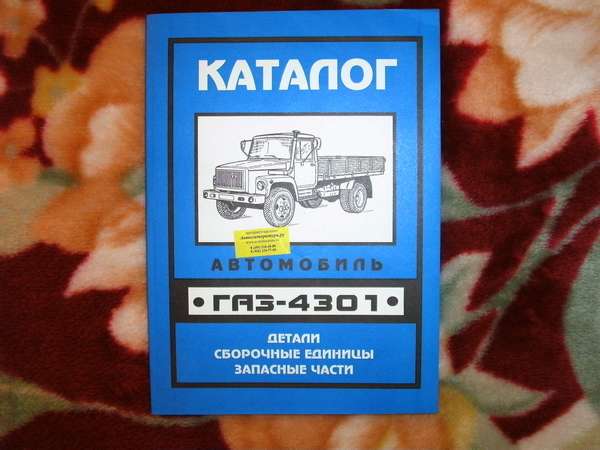 КАТАЛОГ
АВТОМОБИЛЬ
• ГАЗ-4301 •
ДЕТАЛИ
СБОРОЧНЫЕ ЕДИНИЦЫ
ЗАПАСНЫЕ ЧАСТИ